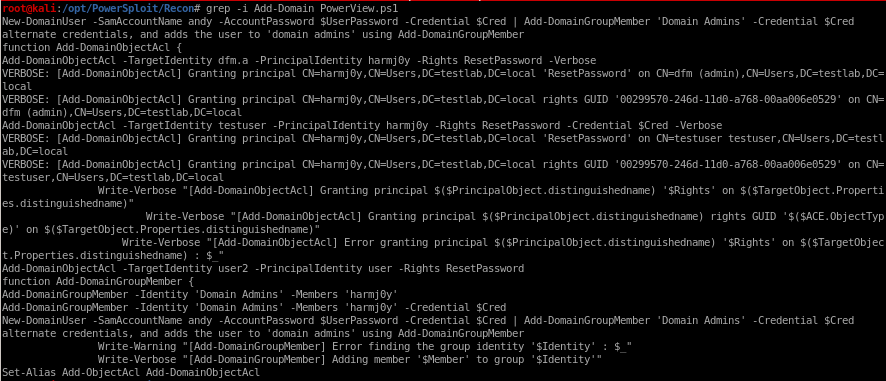 root@kali:/opt/PowerSploit/Recon# grep -i Add-Domain PowerView.ps1
New-DomainUser -SamAccountName andy -AccountPassword $UserPassword -Credential $Cred | Add-DomainGroupMember 'Domain Admins' -Credential $Cred
alternate credentials, and adds the user to 'domain admins' using Add-DomainGroupMember
function Add-DomainObjectAcl {
Add-DomainObjectAcl -TargetIdentity dfm.a -PrincipalIdentity harmj0y -Rights ResetPassword -Verbose
VERBOSE: [Add-DomainObjectAcl] Granting principal CN=harmj0y,CN=Users,DC=testlab,DC=local 'ResetPassword' on CN=dfm (admin),CN=Users,DC=testlab,DC=
local
VERBOSE: [Add-DomainObjectAcl] Granting principal CN=harmj0y,CN=Users,DC=testlab,DC=local rights GUID '00299570-246d-11d0-a768-00aa006e0529' on CN=
dfm (admin),CN=Users,DC=testlab,DC=local
Add-DomainObjectAcl -TargetIdentity testuser -PrincipalIdentity harmj0y -Rights ResetPassword -Credential $Cred -Verbose
VERBOSE: [Add-DomainObjectAcl] Granting principal CN=harmj0y,CN=Users,DC=testlab,DC=local 'ResetPassword' on CN=testuser testuser,CN=Users,DC=testl
ab,DC=local
VERBOSE: [Add-DomainObjectAcl] Granting principal CN=harmj0y,CN=Users,DC=testlab,DC=local rights GUID '00299570-246d-11d0-a768-00aa006e0529' on CN=
testuser,CN=Users,DC=testlab,DC=local
Write-Verbose "[Add-DomainObjectAcl] Granting principal $($PrincipalObject.distinguishedname) '$Rights' on $($TargetObject.Properti
es.distinguishedname)"
Write-Verbose "[Add-DomainObjectAcl] Granting principal $($PrincipalObject.distinguishedname) rights GUID '$($ACE.ObjectTyp
e)' on $($TargetObject.Properties.distinguishedname)"
Write-Verbose "[Add-DomainObjectAcl] Error granting principal $($PrincipalObject.distinguishedname) '$Rights' on $($TargetObjec
t.Properties.distinguishedname) : $_"
Add-DomainObjectAcl -TargetIdentity user2 -PrincipalIdentity user -Rights ResetPassword
function Add-DomainGroupMember {
Add-DomainGroupMember -Identity 'Domain Admins' -Members 'harmj0y'
Add-DomainGroupMember -Identity 'Domain Admins' -Members 'harmj0y' -Credential $Cred
New-DomainUser -SamAccountName andy -AccountPassword $UserPassword -Credential $Cred | Add-DomainGroupMember 'Domain Admins' -Credential $Cred
alternate credentials, and adds the user to 'domain admins' using Add-DomainGroupMember
Write-Warning "[Add-DomainGroupMember] Error finding the group identity '$Identity' : $_"
Write-Verbose "[Add-DomainGroupMember] Adding member '$Member' to group '$Identity'"
Set-Alias Add-ObjectAcl Add-DomainObjectAcl